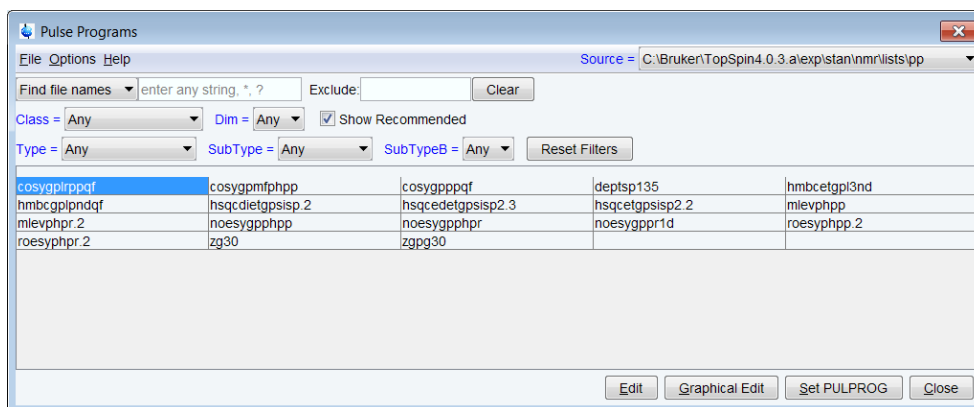 Pulse Programs
File Options Help Source = C:\Bruker\TopSpin4.0.3.a\exp\stan\nmr\lists\pp
Find file names enter any string, *, ? Exclude: Clear
Class = Any Dim = Any Show Recommended
Type = Any SubType = Any SubTypeB = Any Reset Filters
cosygplrppqf cosygpmfphpp cosygpppqf deptsp135 hmbcetgpl3nd
hmbcgplpndqf hsqcdietgpsisp.2 hsqcedetgpsisp2.3 hsqcetgpsisp2.2 mlevphpp
mlevphpr.2 noesygpphpp noesygpphpr noesygppr1d roesyphpp.2
roesyphpr.2 zg30 zgpg30
Edit Graphical Edit Set PULPROG Close